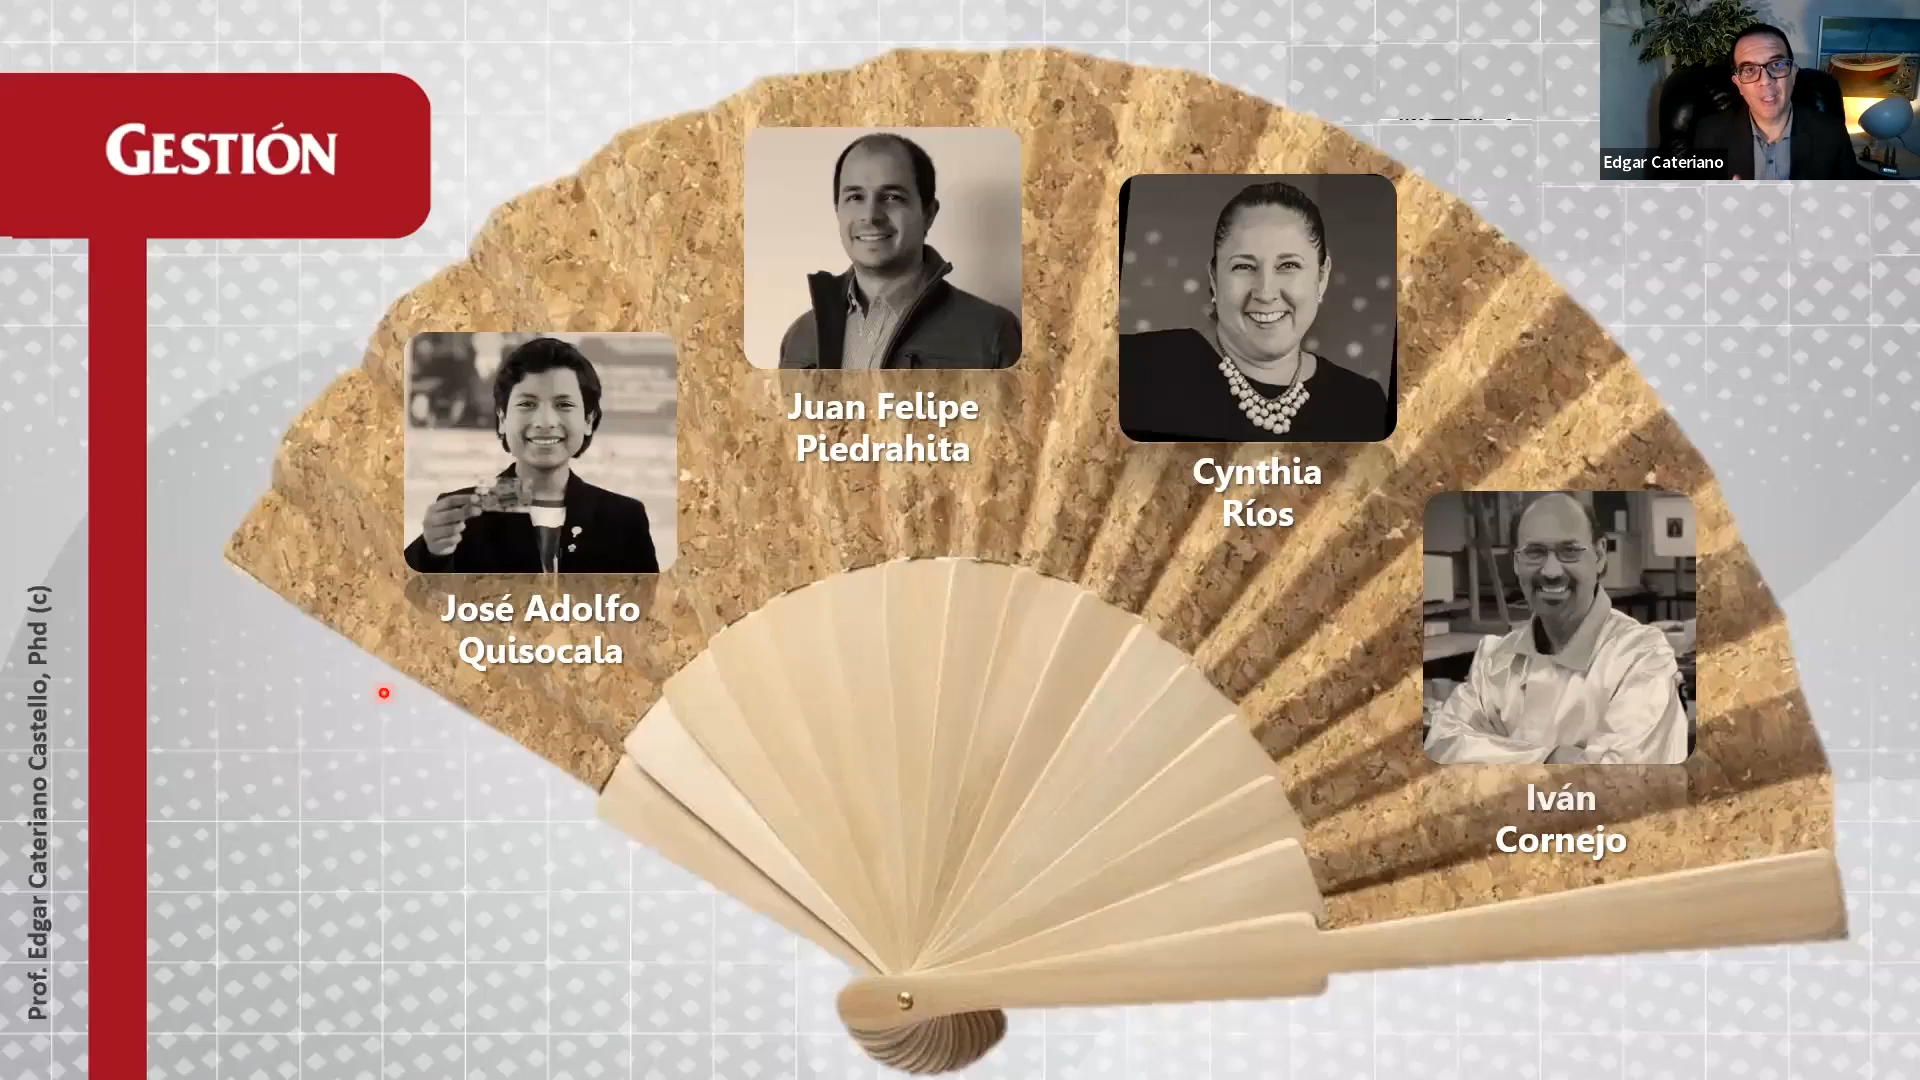 GESTIÓN
Edgar Cateriano
Juan Felipe
Piedrahita
Cynthia
Ríos
José Adolfo
Quisocala
Iván
Cornejo
Prof. Edgar Cateriano Castello, Phd (c)